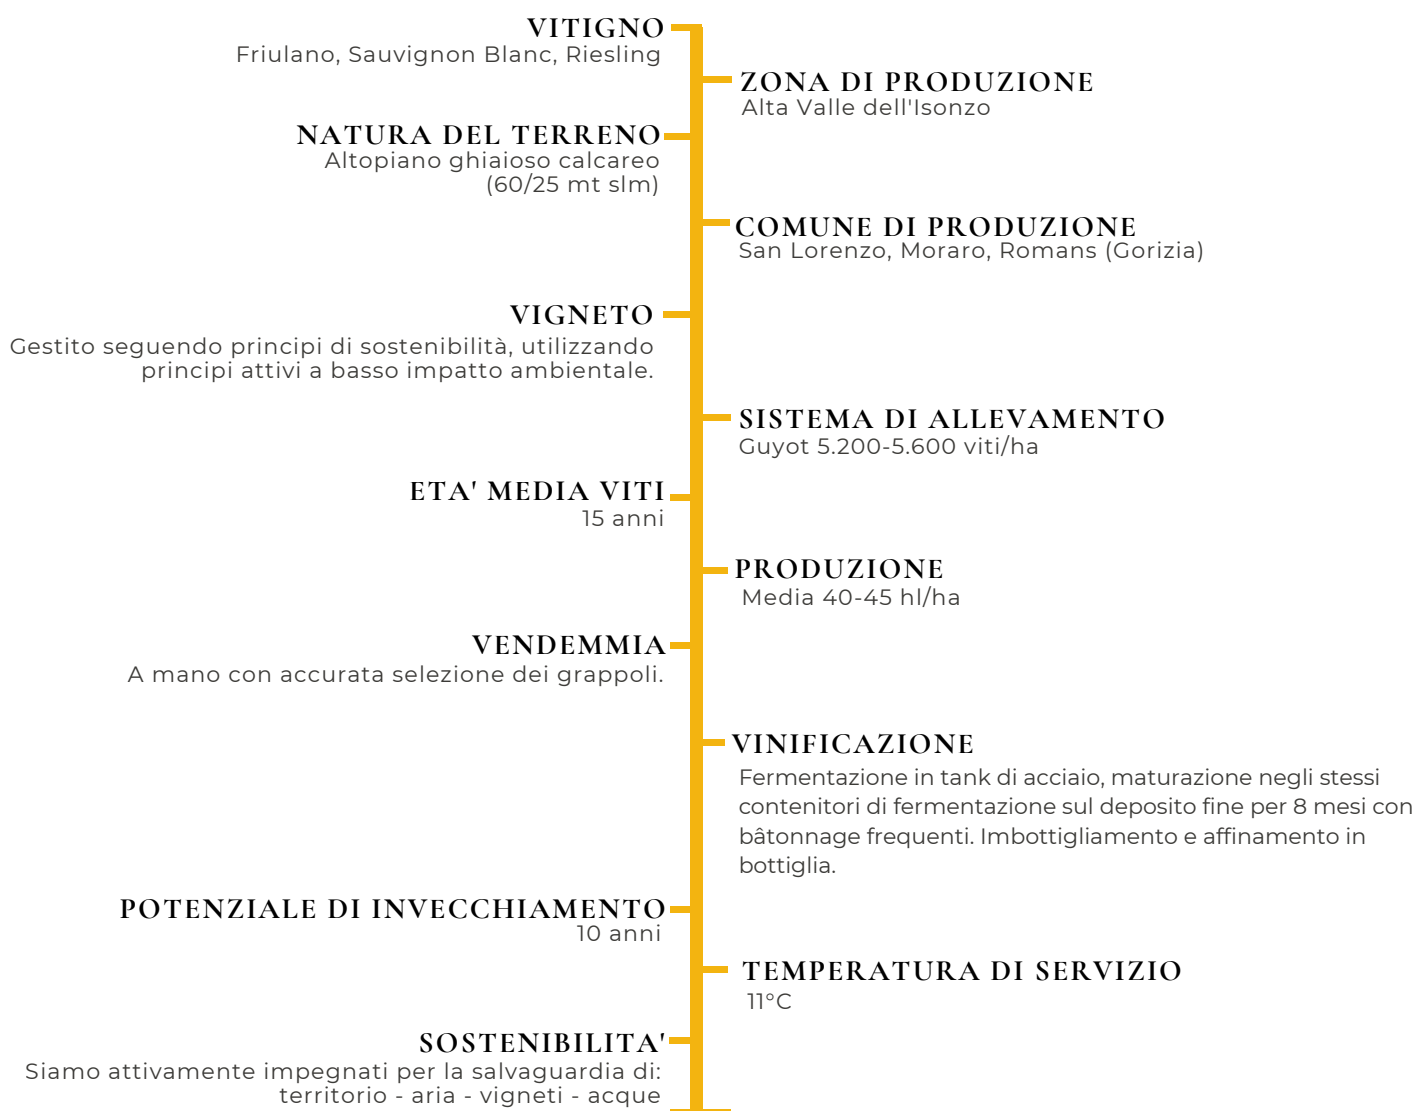 VITIGNO
Friulano, Sauvignon Blanc, Riesling
ZONA DI PRODUZIONE
Alta Valle dell'Isonzo
NATURA DEL TERRENO
Altopiano ghiaioso calcareo
(60/25 mt slm)
COMUNE DI PRODUZIONE
San Lorenzo, Moraro, Romans (Gorizia)
VIGNETO
Gestito seguendo principi di sostenibilità, utilizzando
principi attivi a basso impatto ambientale.
SISTEMA DI ALLEVAMENTO
Guyot 5.200-5.600 viti/ha
ETA' MEDIA VITI
15 anni
PRODUZIONE
Media 40-45 hl/ha
VENDEMMIA
A mano con accurata selezione dei grappoli.
VINIFICAZIONE
Fermentazione in tank di acciaio, maturazione negli stessi
contenitori di fermentazione sul deposito fine per 8 mesi con
bâtonnage frequenti. Imbottigliamento e affinamento in
bottiglia.
POTENZIALE DI INVECCHIAMENTO
10 anni
TEMPERATURA DI SERVIZIO
11°C
SOSTENIBILITA'
Siamo attivamente impegnati per la salvaguardia di:
territorio - aria - vigneti - acque